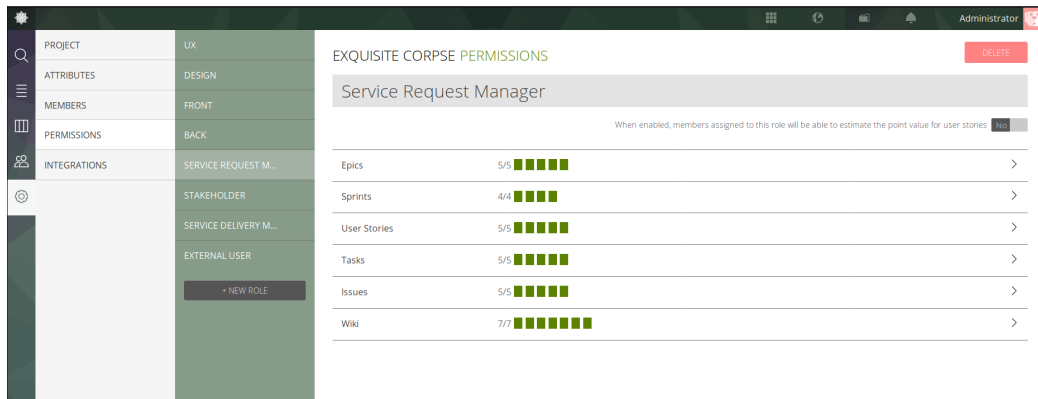 Administrator
PROJECT
ATTRIBUTES
MEMBERS
PERMISSIONS
INTEGRATIONS
UX
DESIGN
FRONT
BACK
SERVICE REQUEST M...
STAKEHOLDER
SERVICE DELIVERY M...
EXTERNAL USER
+ NEW ROLE
EXQUISITE CORPSE PERMISSIONS
DELETE
Service Request Manager
When enabled, members assigned to this role will be able to estimate the point value for user stories No
Epics 5/5
Sprints 4/4
User Stories 5/5
Tasks 5/5
Issues 5/5
Wiki 7/7